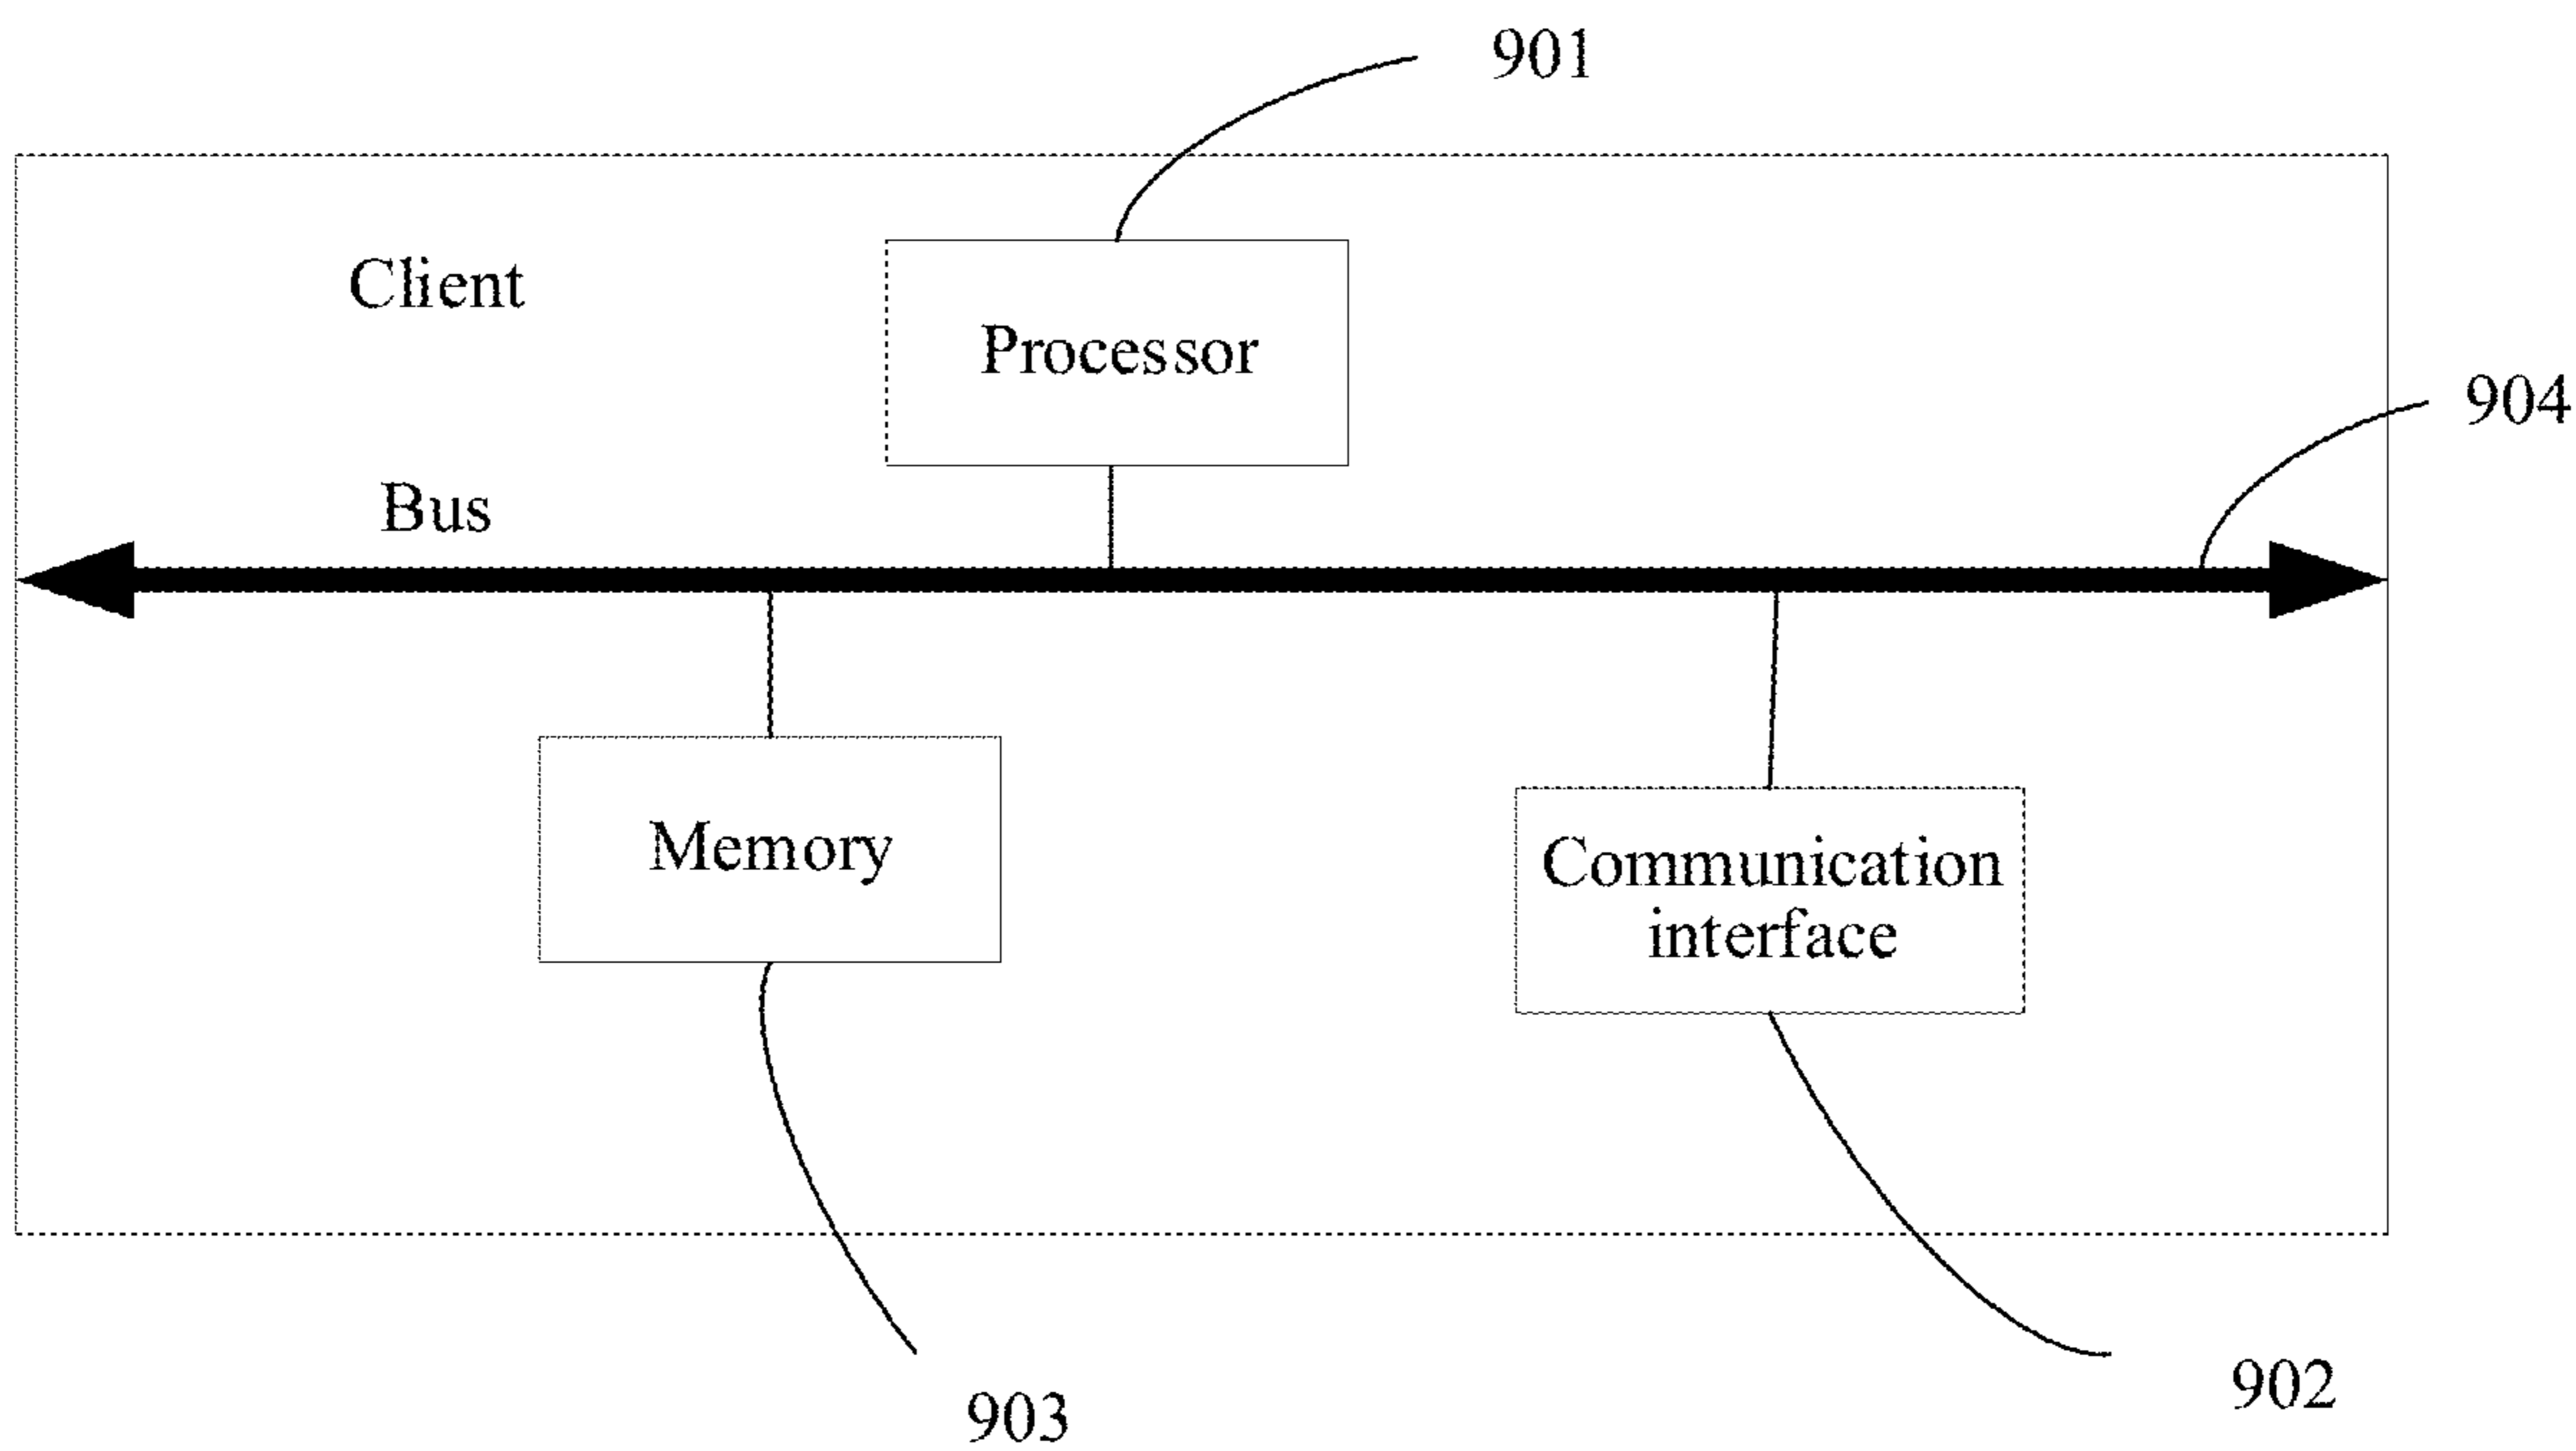 901
Client
Processor
904
Bus
Memory
Communication
interface
903
902